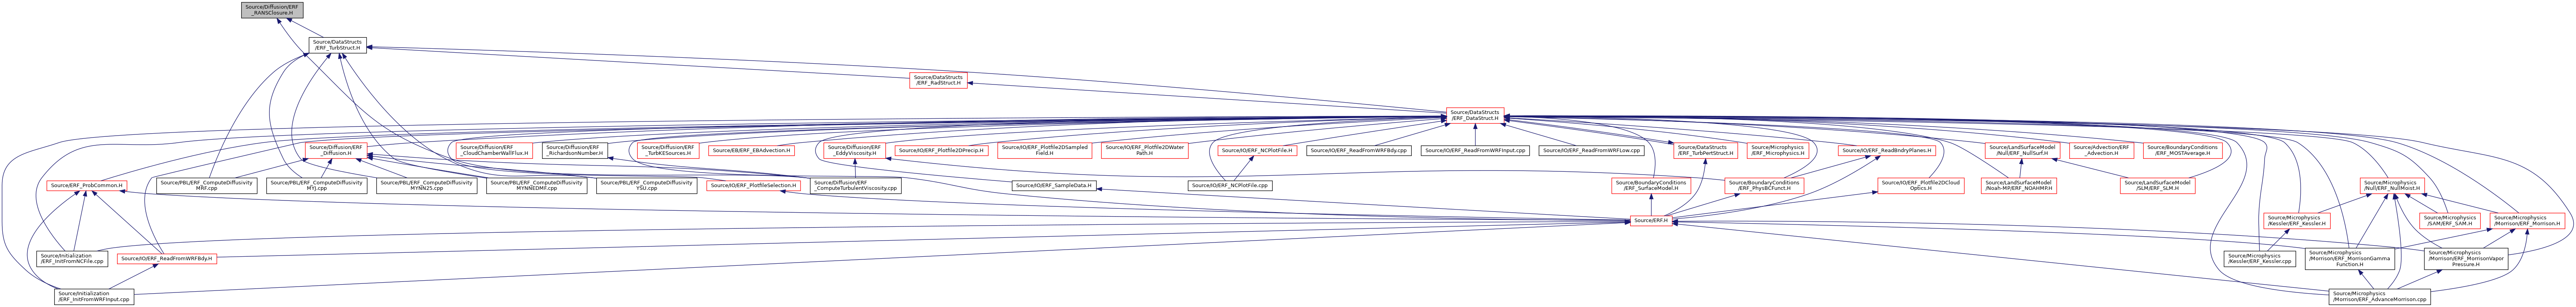 Source/Diffusion/ERF
_RANSClosure.H
Source/DataStructs
/ERF_TurbStruct.H
Source/DataStructs
/ERF_RadStruct.H
Source/DataStructs
/ERF_DataStruct.H
Source/Diffusion/ERF
_Diffusion.H
Source/Diffusion/ERF
_CloudChamberWallFlux.H
Source/Diffusion/ERF
_RichardsonNumber.H
Source/Diffusion/ERF
_TurbKESources.H
Source/EB/ERF_EBAdvection.H
Source/Diffusion/ERF
_EddyViscosity.H
Source/IO/ERF_Plotfile2DPrecip.H
Source/IO/ERF_Plotfile2DSampled
Field.H
Source/IO/ERF_Plotfile2DWater
Path.H
Source/IO/ERF_NCPlotFile.H
Source/IO/ERF_ReadFromWRFBdy.cpp
Source/IO/ERF_ReadFromWRFInput.cpp
Source/IO/ERF_ReadFromWRFLow.cpp
Source/DataStructs
/ERF_TurbPertStruct.H
Source/Microphysics
/ERF_Microphysics.H
Source/IO/ERF_ReadBndryPlanes.H
Source/LandSurfaceModel
/Null/ERF_NullSurf.H
Source/Advection/ERF
_Advection.H
Source/BoundaryConditions
/ERF_MOSTAverage.H
Source/ERF_ProbCommon.H
Source/PBL/ERF_ComputeDiffusivity
MRF.cpp
Source/PBL/ERF_ComputeDiffusivity
MYJ.cpp
Source/PBL/ERF_ComputeDiffusivity
MYNN25.cpp
Source/PBL/ERF_ComputeDiffusivity
MYNNEDMF.cpp
Source/PBL/ERF_ComputeDiffusivity
YSU.cpp
Source/IO/ERF_PlotfileSelection.H
Source/Diffusion/ERF
_ComputeTurbulentViscosity.cpp
Source/IO/ERF_SampleData.H
Source/IO/ERF_NCPlotFile.cpp
Source/BoundaryConditions
/ERF_SurfaceModel.H
Source/BoundaryConditions
/ERF_PhysBCFunct.H
Source/IO/ERF_Plotfile2DCloud
Optics.H
Source/LandSurfaceModel
/Noah-MP/ERF_NOAHMP.H
Source/LandSurfaceModel
/SLM/ERF_SLM.H
Source/Microphysics
/Null/ERF_NullMoist.H
Source/ERF.H
Source/Microphysics
/Kessler/ERF_Kessler.H
Source/Microphysics
/SAM/ERF_SAM.H
Source/Microphysics
/Morrison/ERF_Morrison.H
Source/Initialization
/ERF_InitFromNCFile.cpp
Source/IO/ERF_ReadFromWRFBdy.H
Source/Microphysics
/Kessler/ERF_Kessler.cpp
Source/Microphysics
/Morrison/ERF_MorrisonGamma
Function.H
Source/Microphysics
/Morrison/ERF_MorrisonVapor
Pressure.H
Source/Initialization
/ERF_InitFromWRFInput.cpp
Source/Microphysics
/Morrison/ERF_AdvanceMorrison.cpp